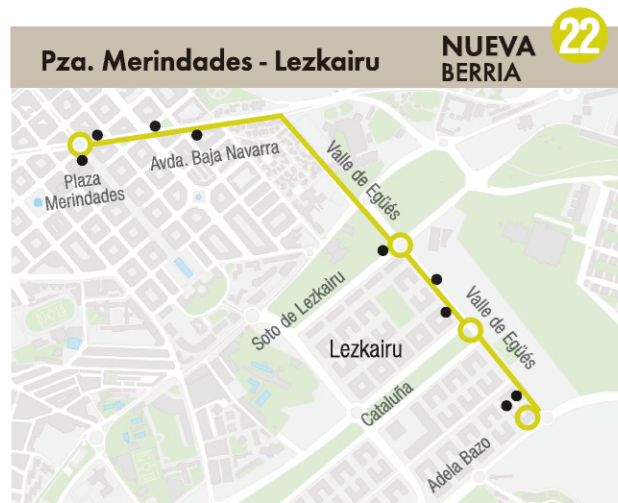 Pza. Merindades - Lezkairu
NUEVA
BERRIA
22
Plaza
Merindades
Avda. Baja Navarra
Valle de Egüés
Soto de Lezkairu
Valle de Egüés
Lezkairu
Cataluña
Adela Bazo